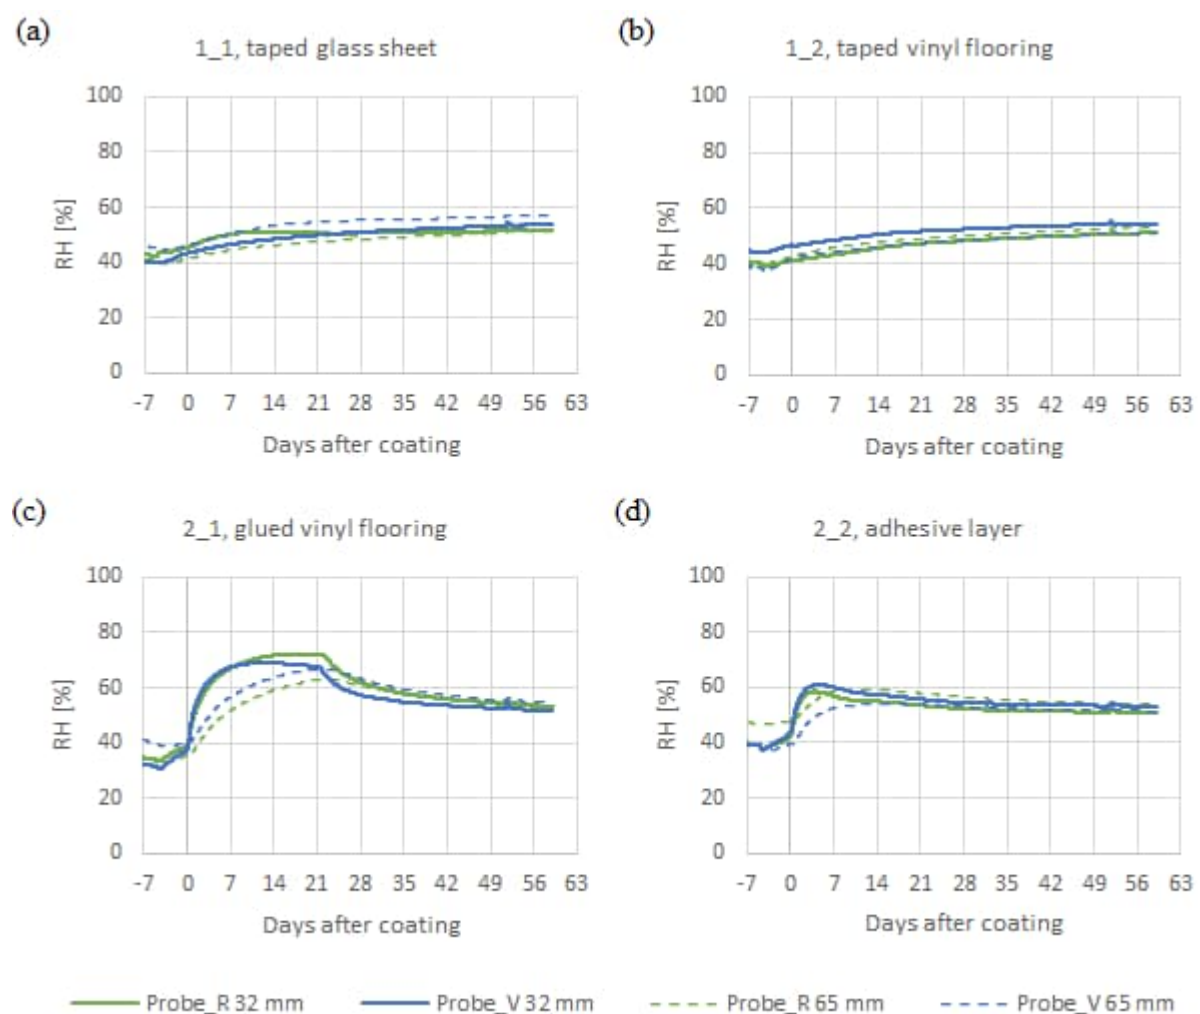 (a)
1_1, taped glass sheet
100
80
60
40
20
0
RH [%]
-7 0 7 14 21 28 35 42 49 56 63
Days after coating
(b)
1_2, taped vinyl flooring
100
80
60
40
20
0
RH [%]
-7 0 7 14 21 28 35 42 49 56 63
Days after coating
(c)
2_1, glued vinyl flooring
100
80
60
40
20
0
RH [%]
-7 0 7 14 21 28 35 42 49 56 63
Days after coating
(d)
2_2, adhesive layer
100
80
60
40
20
0
RH [%]
-7 0 7 14 21 28 35 42 49 56 63
Days after coating
Probe_R 32 mm Probe_V 32 mm Probe_R 65 mm Probe_V 65 mm